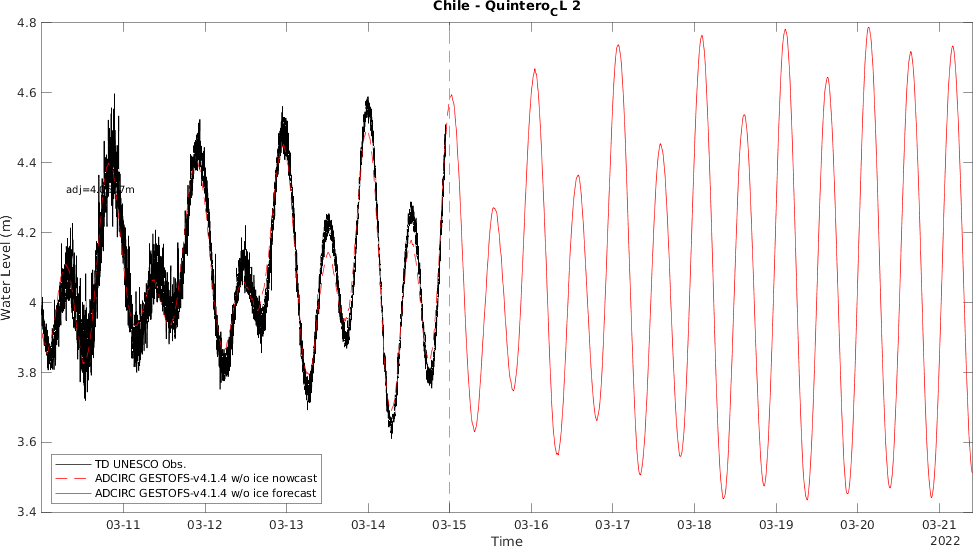 Chile - QuinteroCL 2
4.8
4.6
4.4
4.2
4
3.8
3.6
3.4
Water Level (m)
TD UNESCO Obs.
ADCIRC GESTOFS-v4.1.4 w/o ice nowcast
ADCIRC GESTOFS-v4.1.4 w/o ice forecast
03-11 03-12 03-13 03-14 03-15 03-16 03-17 03-18 03-19 03-20 03-21
Time
2022